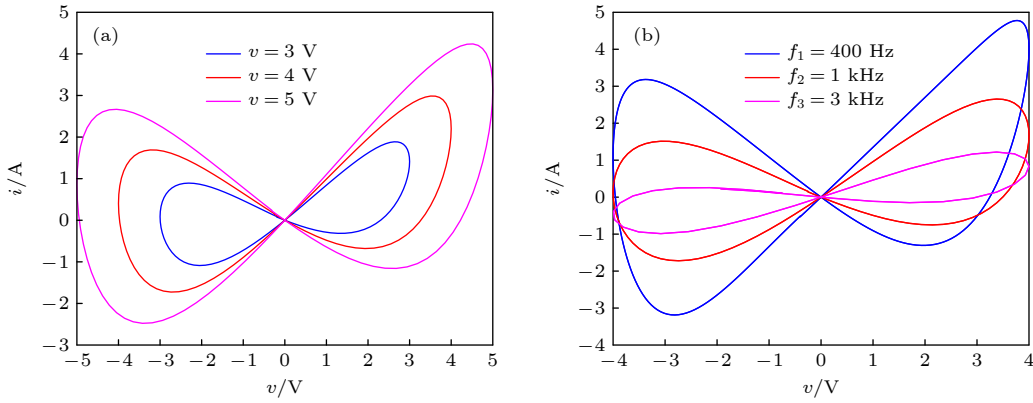 (a)
v = 3 V
v = 4 V
v = 5 V
5
4
3
2
1
0
−1
−2
−3
−5 −4 −3 −2 −1 0 1 2 3 4 5
i/A
v/V
(b)
f₁ = 400 Hz
f₂ = 1 kHz
f₃ = 3 kHz
5
4
3
2
1
0
−1
−2
−3
−4
−4 −3 −2 −1 0 1 2 3 4
i/A
v/V